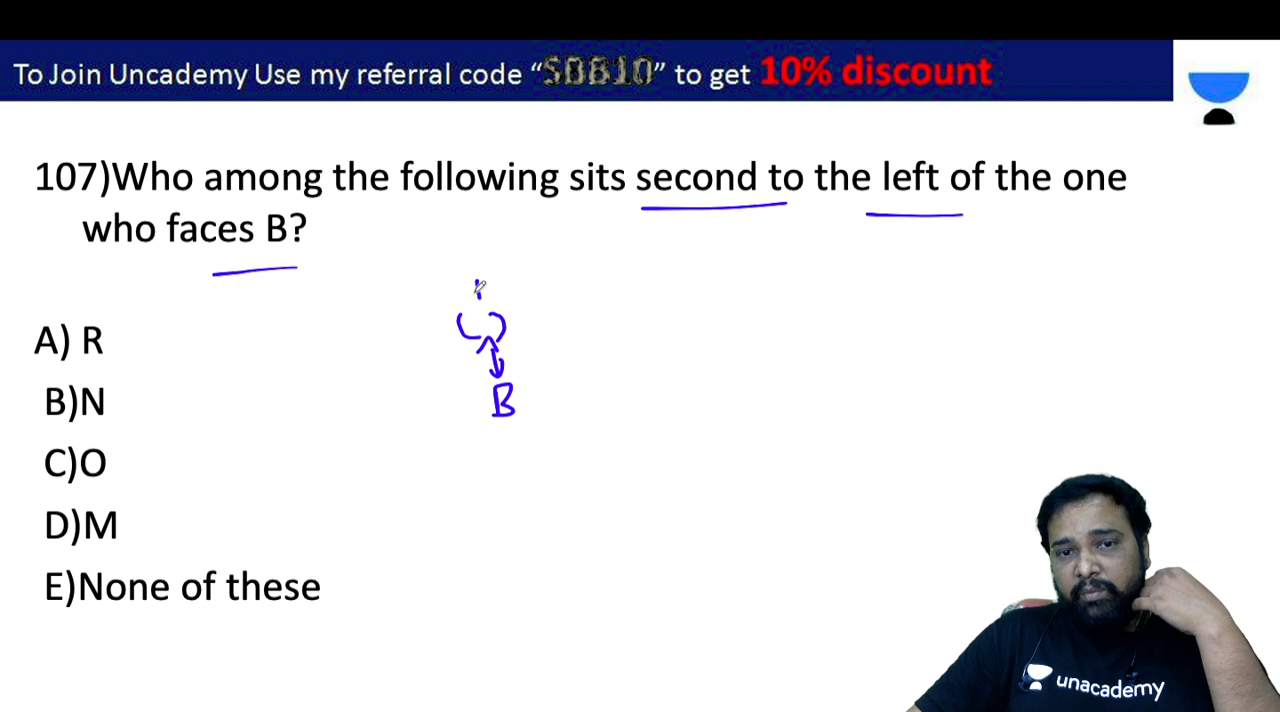 To Join Uncademy Use my referral code “SBB10” to get 10% discount
107)Who among the following sits second to the left of the one
who faces B?
A) R
B)N
C)O
D)M
E)None of these
B
unacademy